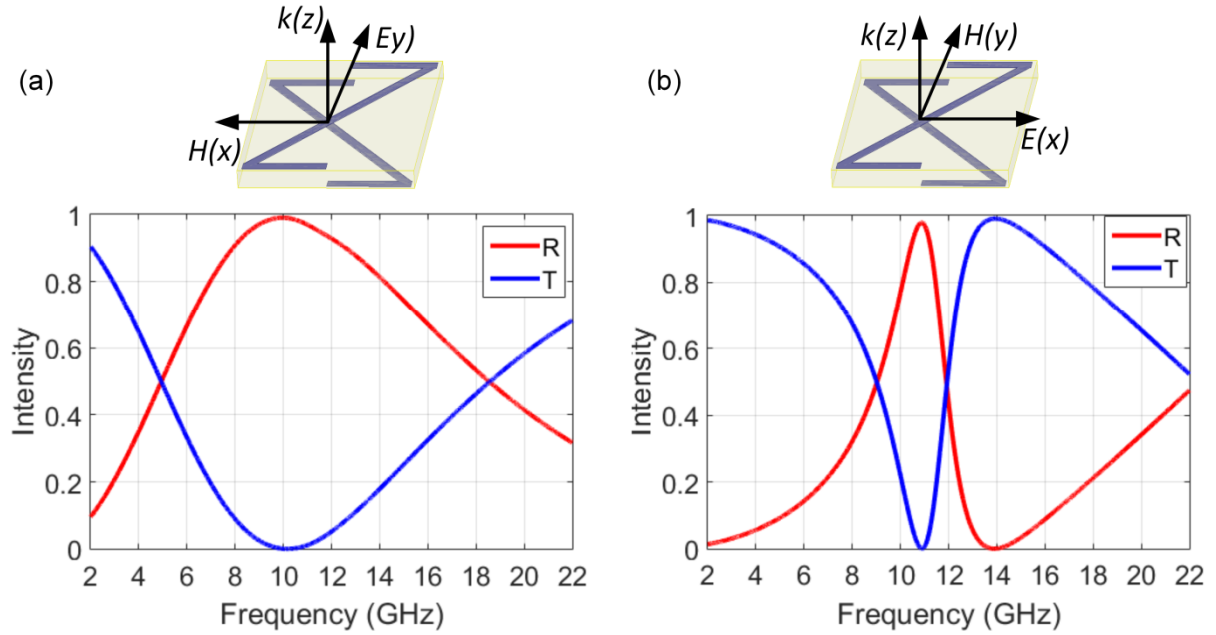 (a)
k(z)
Ey)
H(x)
1
0.8
0.6
0.4
0.2
0
Intensity
R
T
2 4 6 8 10 12 14 16 18 20 22
Frequency (GHz)
(b)
k(z)
H(y)
E(x)
1
0.8
0.6
0.4
0.2
0
Intensity
R
T
2 4 6 8 10 12 14 16 18 20 22
Frequency (GHz)